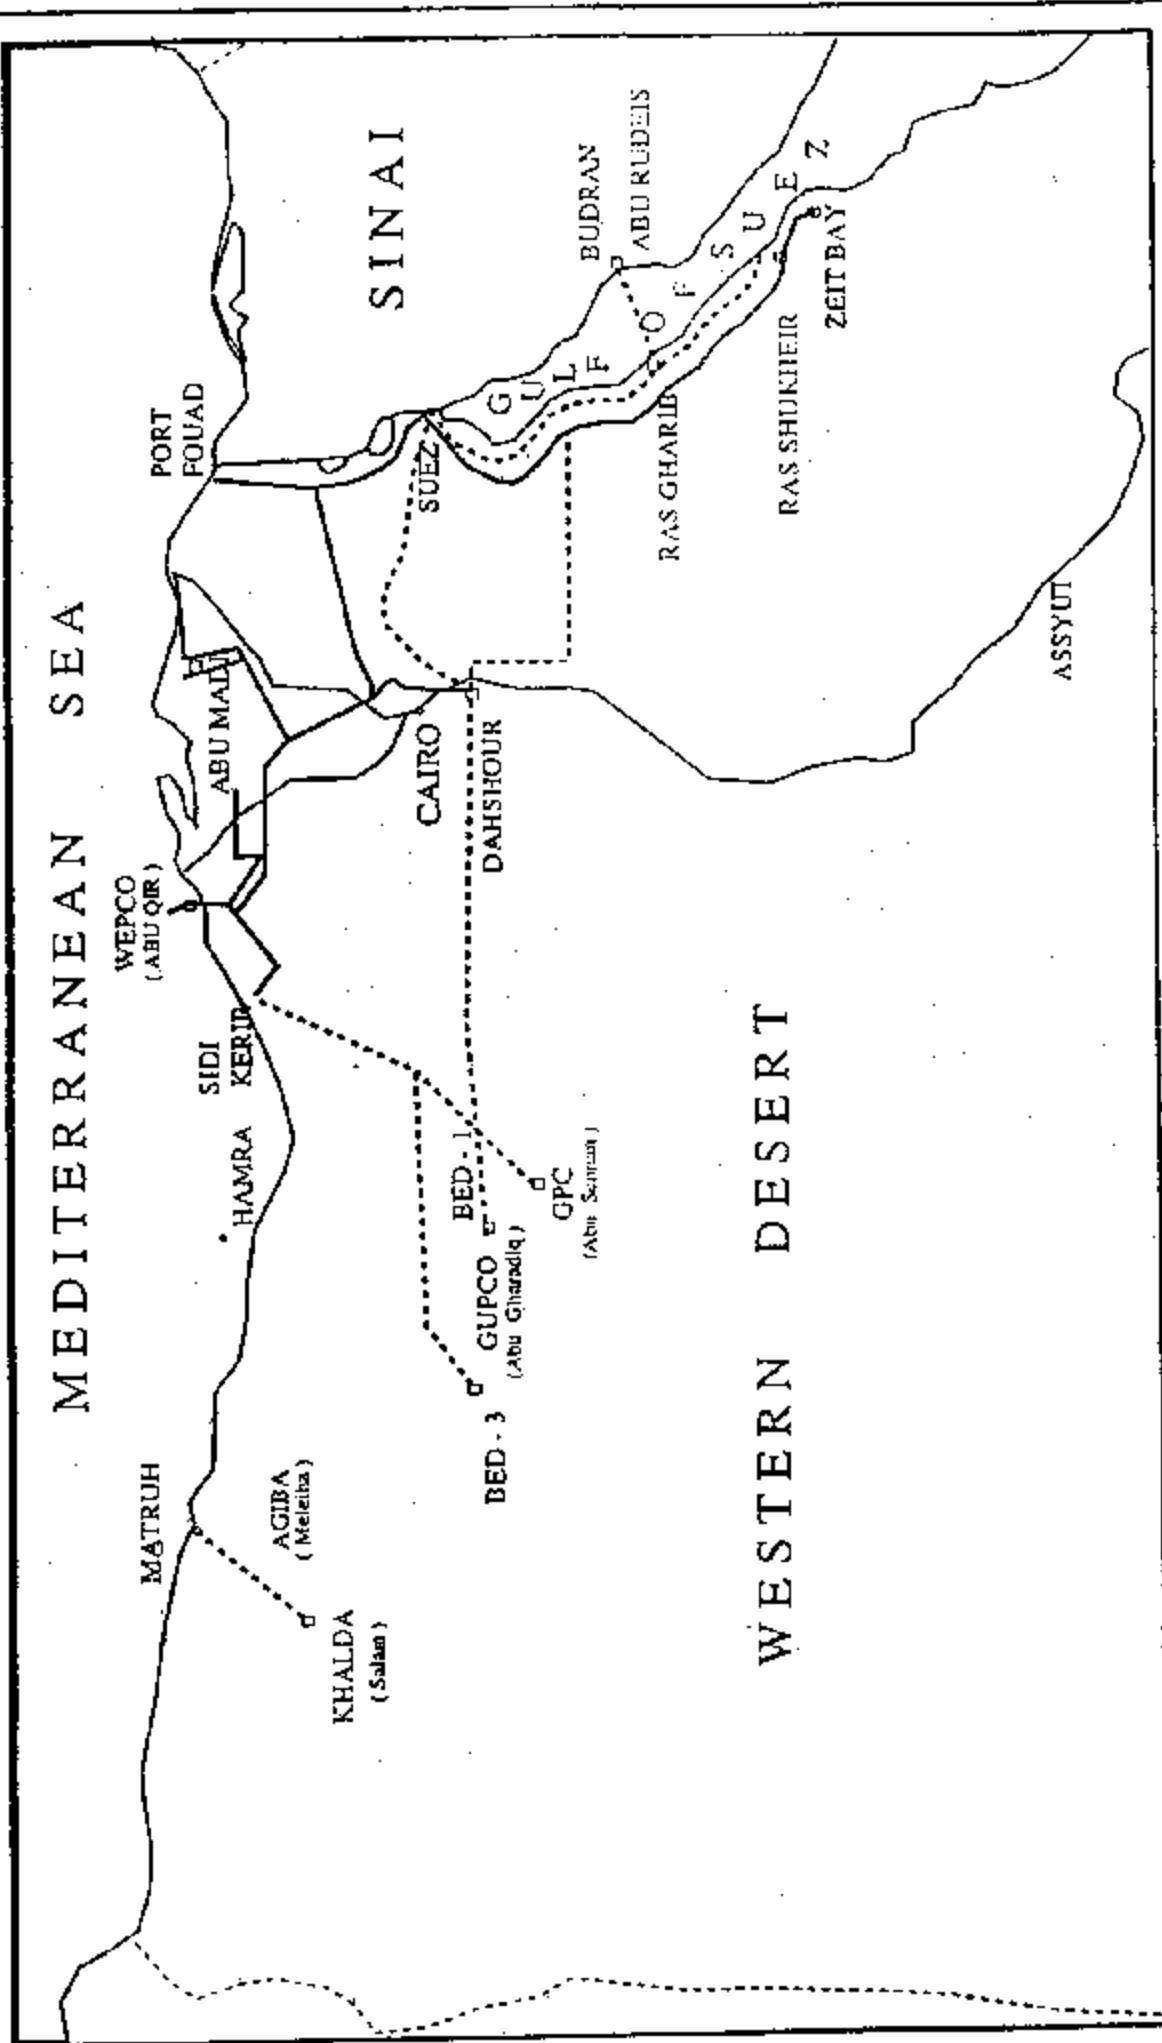 MEDITERRANEAN SEA
MATRUH
AGIBA
( Meleiha )
KHALDA
( Salam )
HAMRA
SIDI
KERIR
WEPCO
( ABU QIR )
ABU MADI
PORT
FOUAD
SINAI
CAIRO
SUEZ
DAHSHOUR
BED - 1
BED - 3
GUPCO
(Abu Gharadiq )
GPC
GULF OF SUEZ
BUDRAN
ABU RUDEIS
RAS GHARIB
RAS SHUKHEIR
ZEIT BAY
ASSYUT
WESTERN DESERT